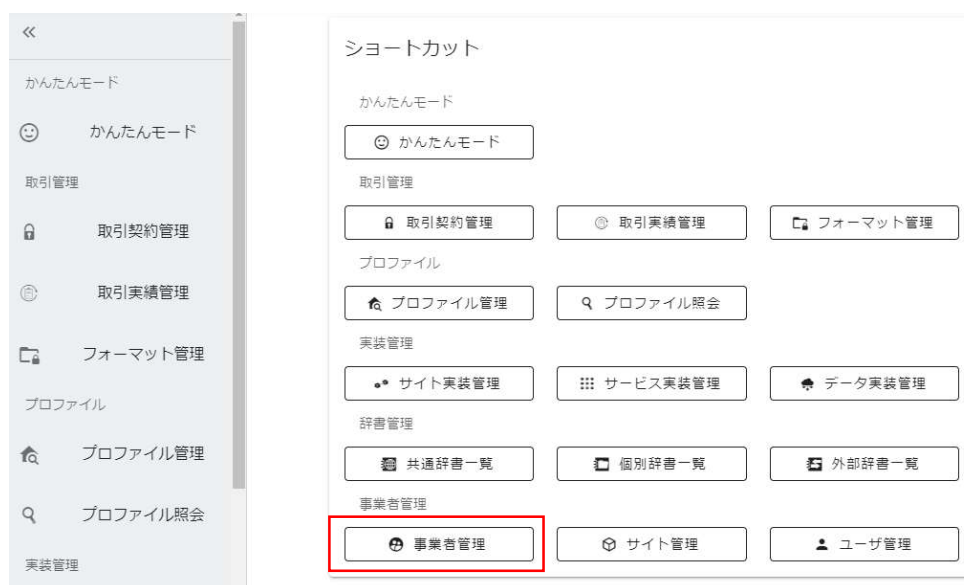 かんたんモード
かんたんモード
取引管理
取引契約管理
取引実績管理
フォーマット管理
プロファイル
プロファイル管理
プロファイル照会
実装管理
ショートカット
かんたんモード
かんたんモード
取引管理
取引契約管理 取引実績管理 フォーマット管理
プロファイル
プロファイル管理 プロファイル照会
実装管理
サイト実装管理 サービス実装管理 データ実装管理
辞書管理
共通辞書一覧 個別辞書一覧 外部辞書一覧
事業者管理
事業者管理 サイト管理 ユーザ管理